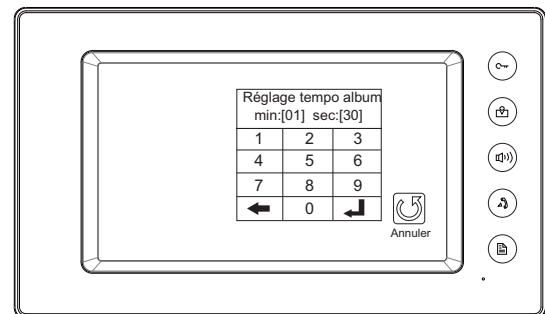 Réglage tempo album
min:[01] sec:[30]
1 2 3
4 5 6
7 8 9
0
Annuler